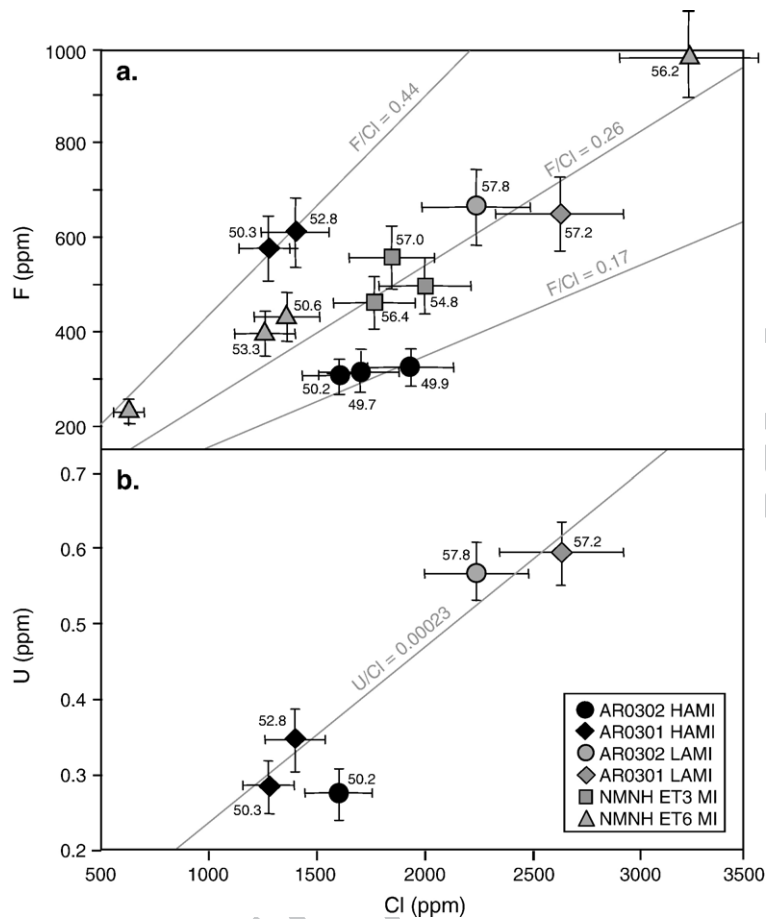 a.
F (ppm)
1000
800
600
400
200
F/Cl = 0.44
F/Cl = 0.26
F/Cl = 0.17
56.2
57.8
57.2
50.3
52.8
57.0
54.8
56.4
50.6
53.3
50.2
49.7
49.9
b.
U (ppm)
0.7
0.6
0.5
0.4
0.3
0.2
U/Cl = 0.00023
57.8
57.2
52.8
50.3
50.2
AR0302 HAMI
AR0301 HAMI
AR0302 LAMI
AR0301 LAMI
NMNH ET3 MI
NMNH ET6 MI
500 1000 1500 2000 2500 3000 3500
Cl (ppm)